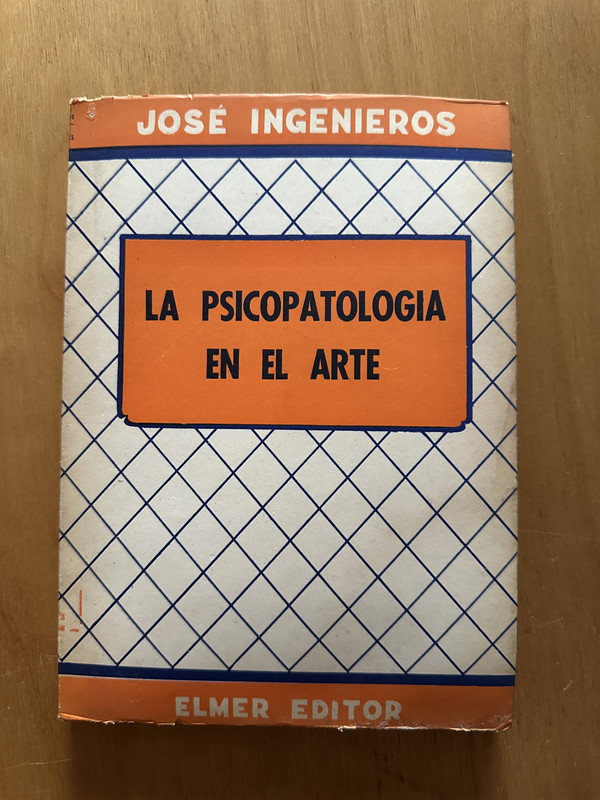 JOSÉ INGENIEROS
LA PSICOPATOLOGIA
EN EL ARTE
ELMER EDITOR